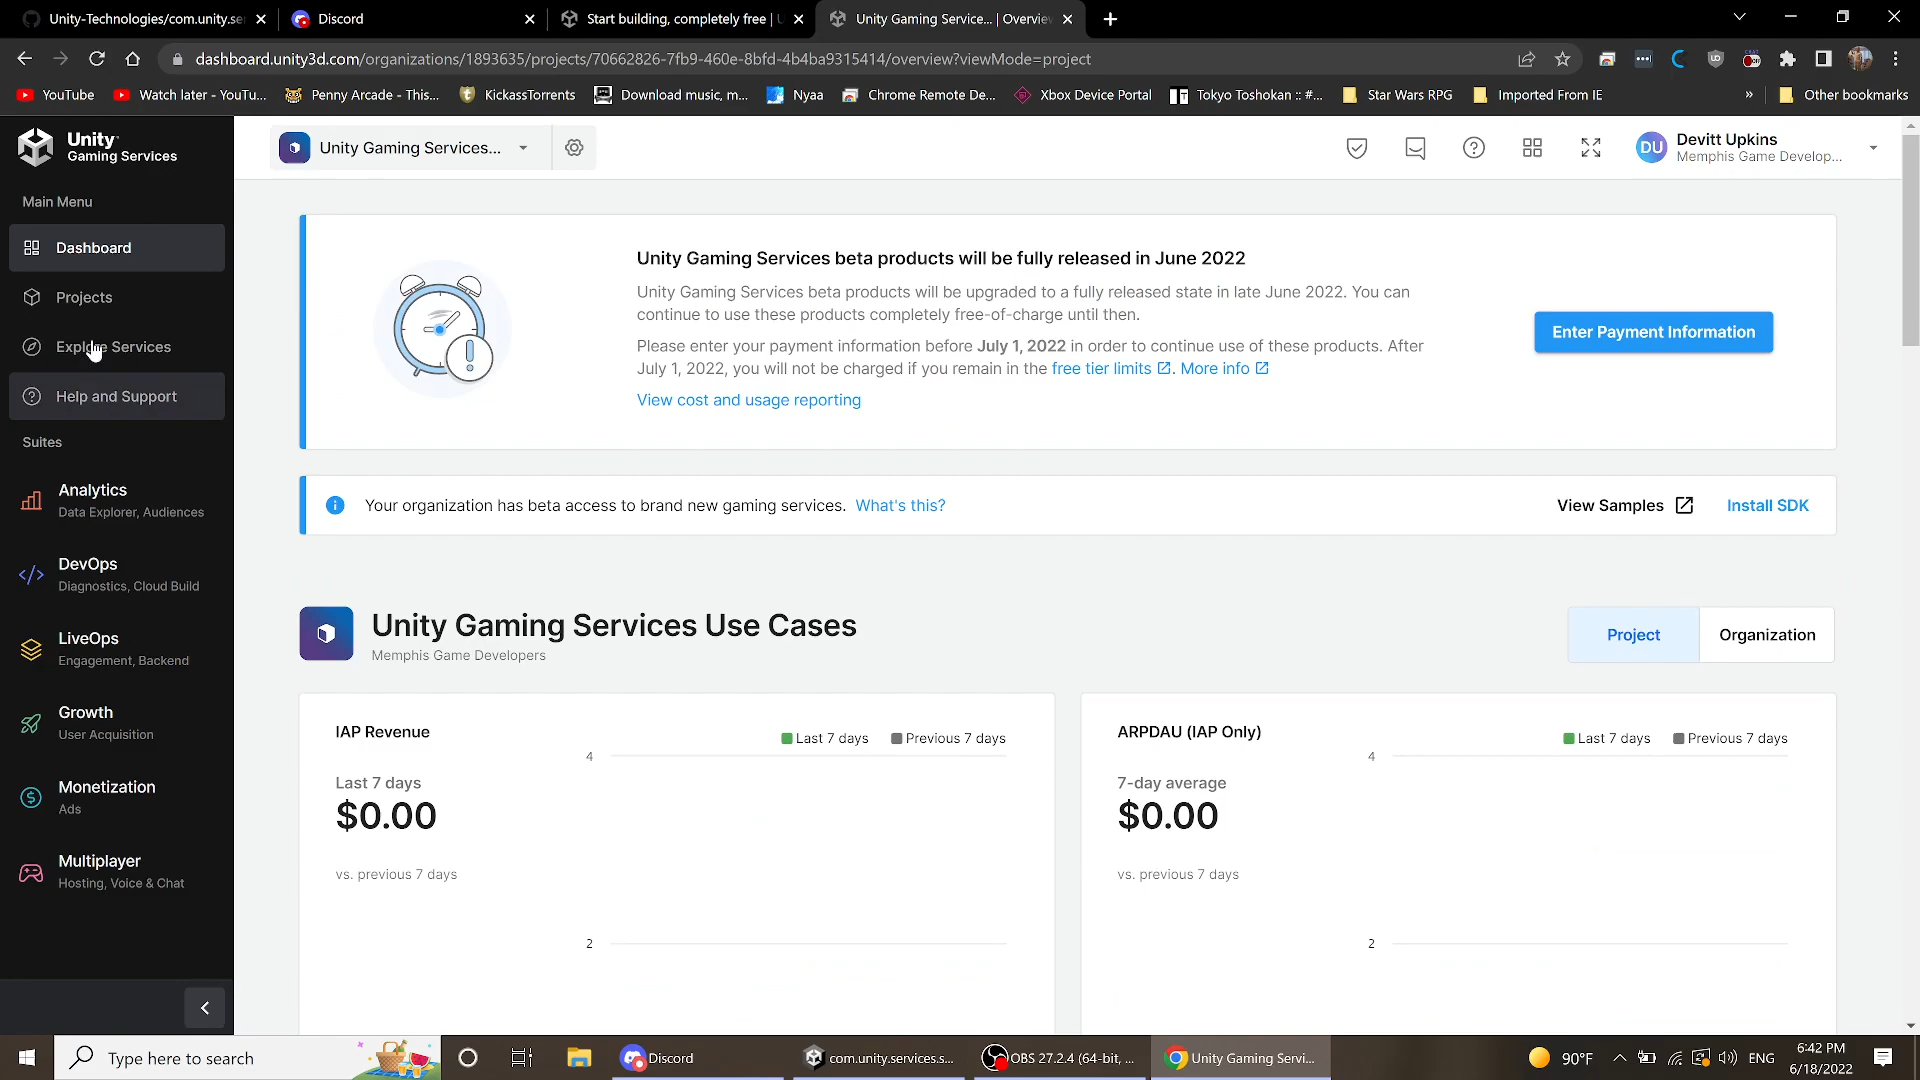 Unity-Technologies/com.unity.se
Discord
Start building, completely free |
Unity Gaming Service... | Overvie
dashboard.unity3d.com/organizations/1893635/projects/70662826-7fb9-460e-8bfd-4b4ba9315414/overview?viewMode=project
YouTube
Watch later - YouTu...
Penny Arcade - This...
KickassTorrents
Download music, m...
Nyaa
Chrome Remote De...
Xbox Device Portal
Tokyo Toshokan :: #...
Star Wars RPG
Imported From IE
»
Other bookmarks
Unity
Gaming Services
Unity Gaming Services...
DU
Devitt Upkins
Memphis Game Develop...
Main Menu
Dashboard
Projects
Explore Services
Help and Support
Suites
Analytics
Data Explorer, Audiences
DevOps
Diagnostics, Cloud Build
LiveOps
Engagement, Backend
Growth
User Acquisition
Monetization
Ads
Multiplayer
Hosting, Voice & Chat
Unity Gaming Services beta products will be fully released in June 2022
Unity Gaming Services beta products will be upgraded to a fully released state in late June 2022. You can
continue to use these products completely free-of-charge until then.
Please enter your payment information before July 1, 2022 in order to continue use of these products. After
July 1, 2022, you will not be charged if you remain in the free tier limits. More info
View cost and usage reporting
Enter Payment Information
Your organization has beta access to brand new gaming services. What's this?
View Samples
Install SDK
Unity Gaming Services Use Cases
Memphis Game Developers
Project
Organization
IAP Revenue
Last 7 days
Previous 7 days
4
Last 7 days
$0.00
vs. previous 7 days
2
ARPDAU (IAP Only)
Last 7 days
Previous 7 days
4
7-day average
$0.00
vs. previous 7 days
2
Type here to search
Discord
com.unity.services.s...
OBS 27.2.4 (64-bit, ...
Unity Gaming Servi...
90°F
ENG
6:42 PM
6/18/2022